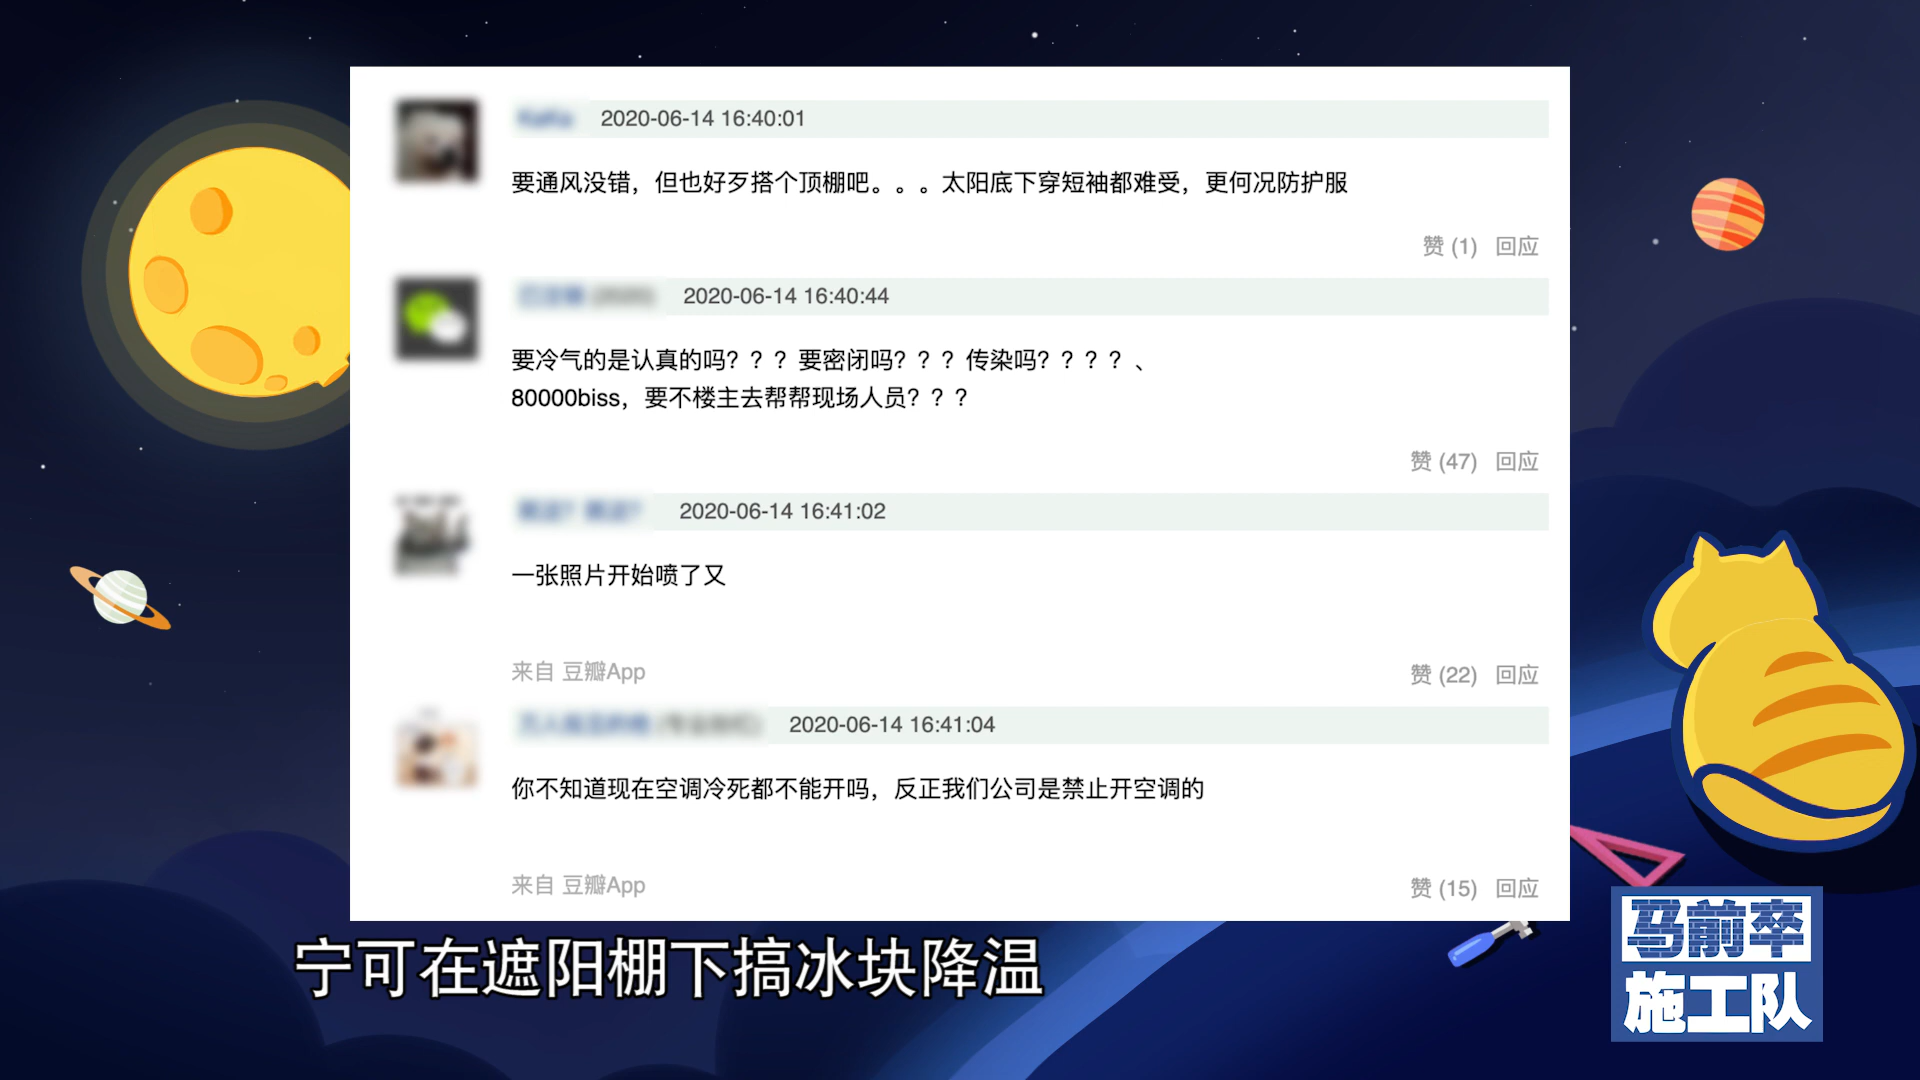 2020-06-14 16:40:01
要通风没错，但也好歹搭个顶棚吧。。。太阳底下穿短袖都难受，更何况防护服
赞 (1) 回应
2020-06-14 16:40:44
要冷气的是认真的吗？？？要密闭吗？？？传染吗？？？？、
80000biss，要不楼主去帮帮现场人员？？？
赞 (47) 回应
2020-06-14 16:41:02
一张照片开始喷了又
来自 豆瓣App
赞 (22) 回应
2020-06-14 16:41:04
你不知道现在空调冷死都不能开吗，反正我们公司是禁止开空调的
来自 豆瓣App
赞 (15) 回应
宁可在遮阳棚下搞冰块降温
马前卒
施工队